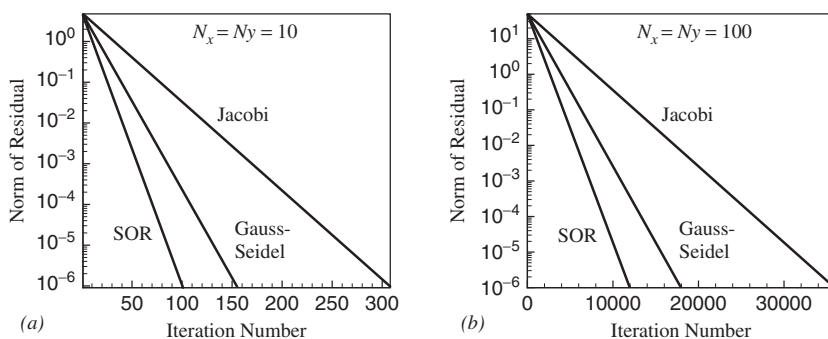 Norm of Residual
10^0
10^-1
10^-2
10^-3
10^-4
10^-5
10^-6
N_x = Ny = 10
Jacobi
Gauss-
Seidel
SOR
50 100 150 200 250 300
(a)
Iteration Number
Norm of Residual
10^1
10^0
10^-1
10^-2
10^-3
10^-4
10^-5
10^-6
N_x = Ny = 100
Jacobi
Gauss-
Seidel
SOR
0 10000 20000 30000
(b)
Iteration Number